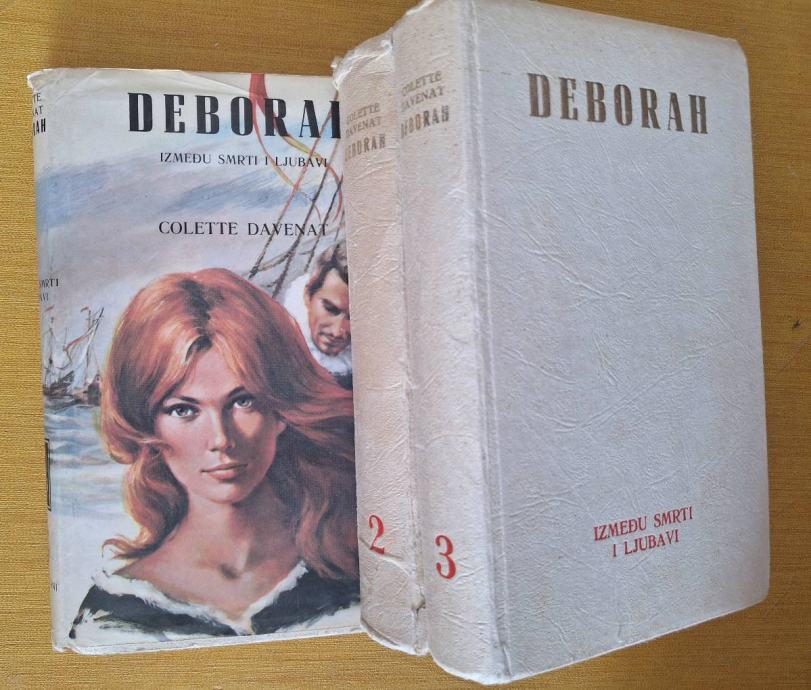 DEBORAH
IZMEĐU SMRTI I LJUBAVI
COLETTE DAVENAT
COLETTE
DAVENAT
DEBORAH
2
COLETTE
DAVENAT
DEBORAH
3
DEBORAH
IZMEĐU SMRTI
I LJUBAVI